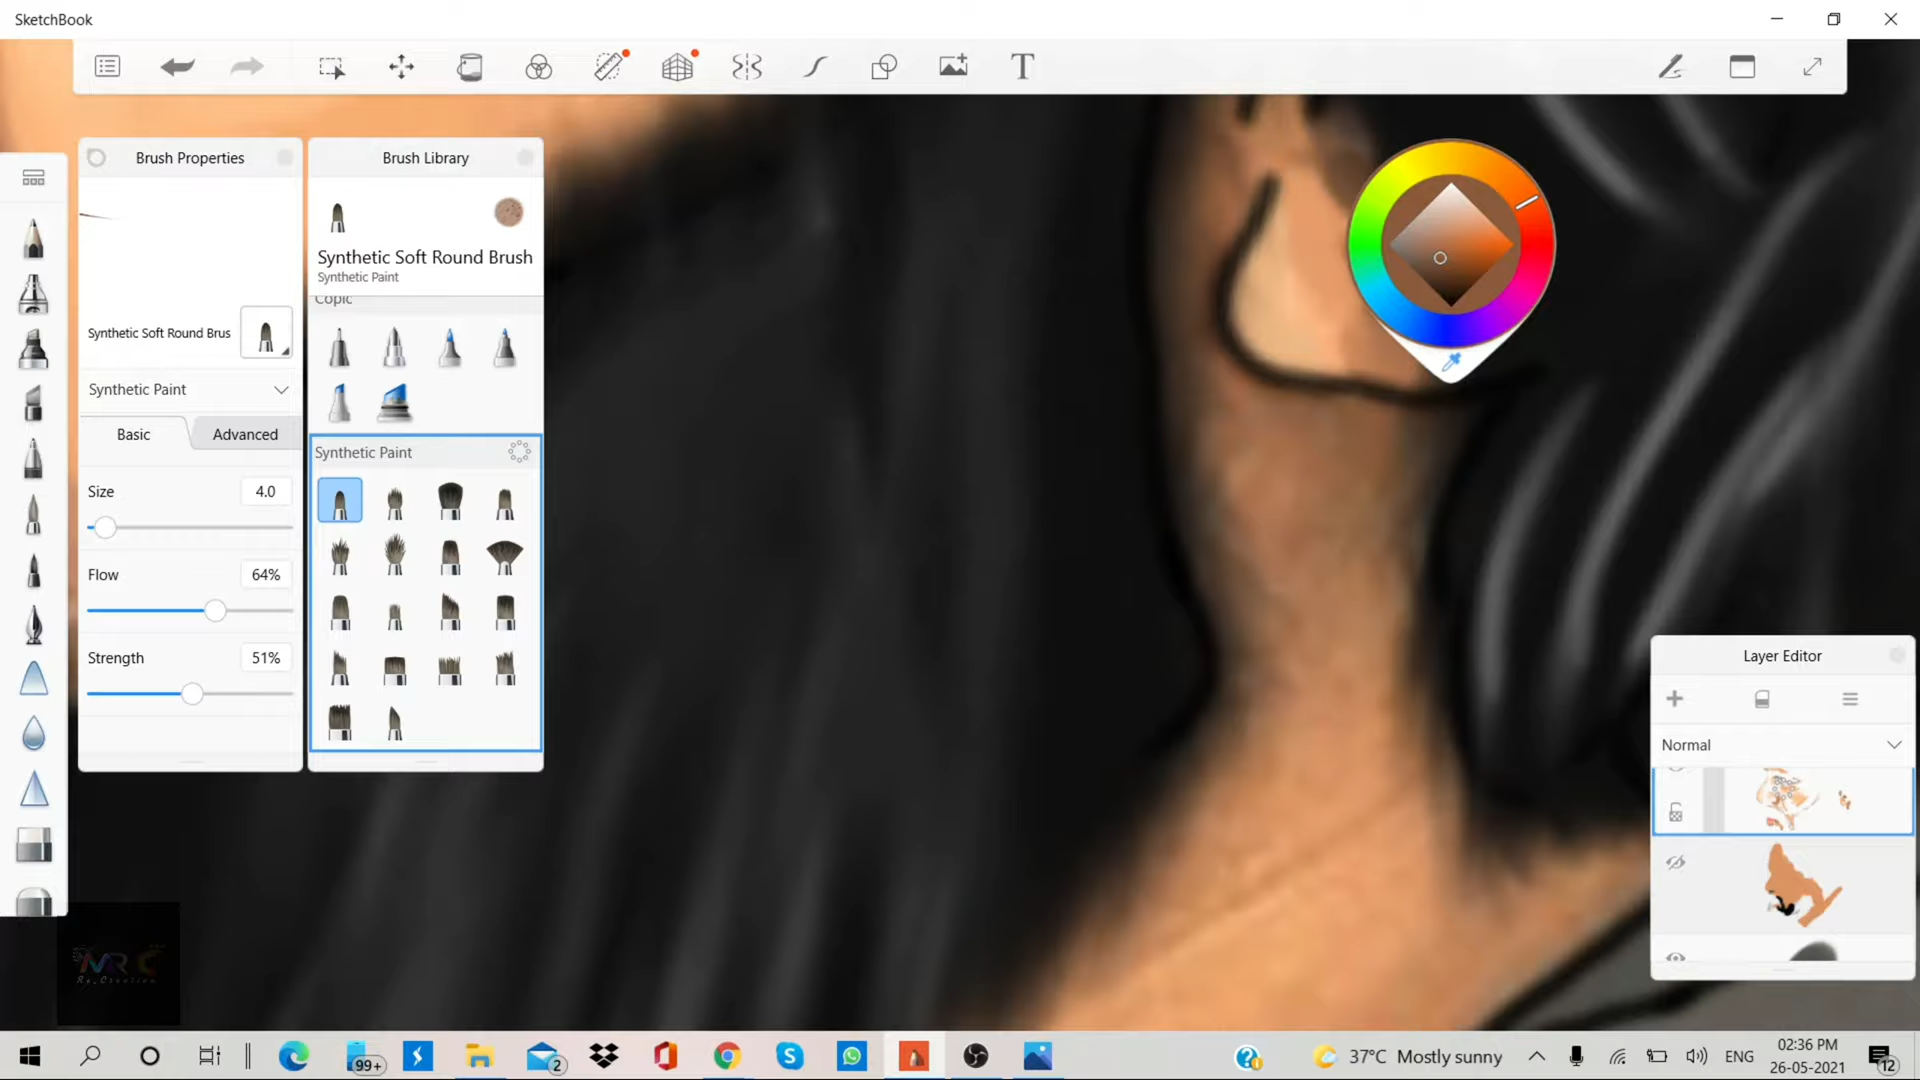 SketchBook
T
Brush Properties
Brush Library
Synthetic Soft Round Brush
Synthetic Paint
Copic
Synthetic Soft Round Brus
Synthetic Paint
Basic
Advanced
Synthetic Paint
Size
4.0
Flow
64%
Strength
51%
Layer Editor
Normal
MR C
Re_Creation
99+
2
37°C Mostly sunny
ENG
02:36 PM
26-05-2021
12